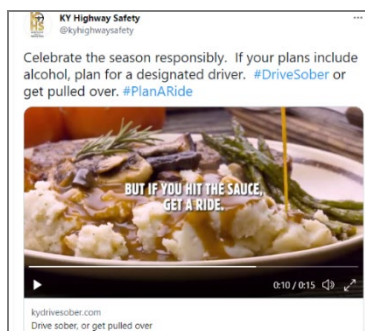 KY Highway Safety
@kyhighwaysafety
Celebrate the season responsibly. If your plans include
alcohol, plan for a designated driver. #DriveSober or
get pulled over. #PlanARide
BUT IF YOU HIT THE SAUCE,
GET A RIDE.
0:10 / 0:15
kydrivesober.com
Drive sober, or get pulled over